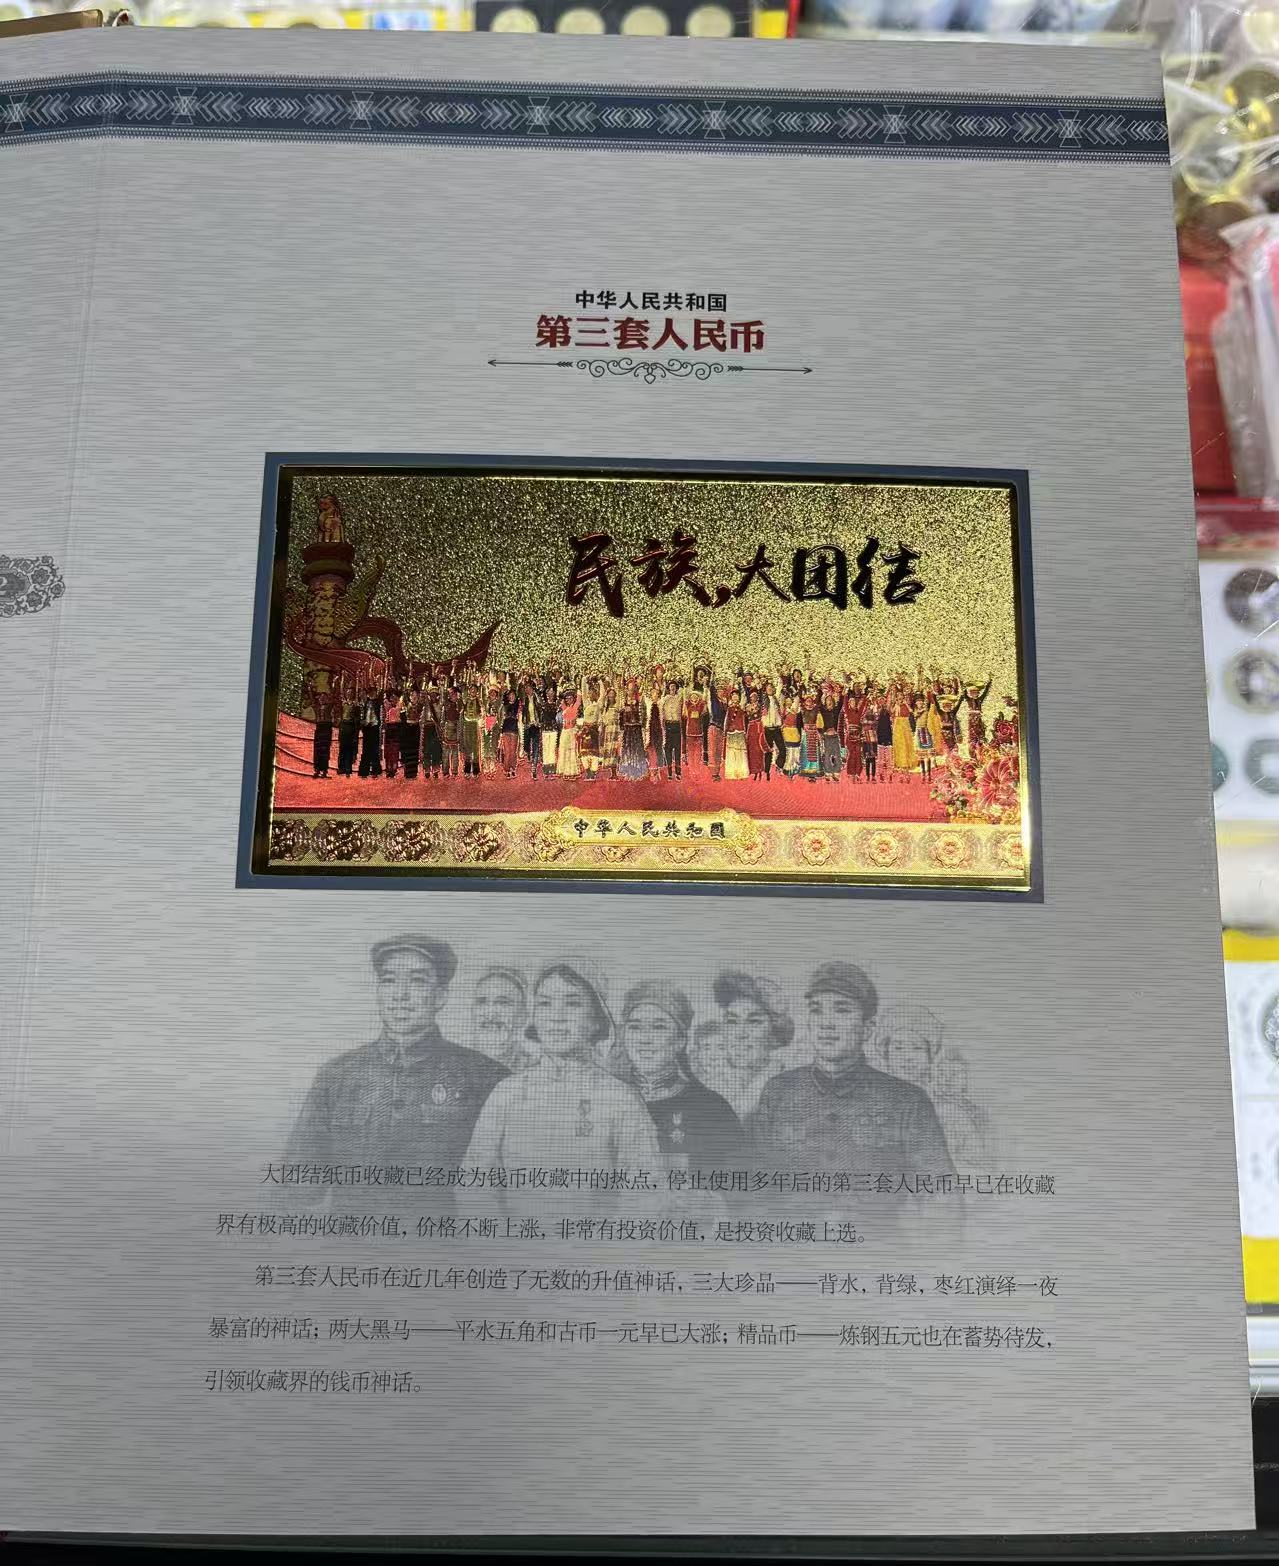 中华人民共和国
第三套人民币
民族大团结
中华人民共和国
大团结纸币收藏已经成为钱币收藏中的热点，停止使用多年后的第三套人民币早已在收藏
界有极高的收藏价值，价格不断上涨，非常有投资价值，是投资收藏上选。
第三套人民币在近几年创造了无数的升值神话，三大珍品——背水，背绿，枣红演绎一夜
暴富的神话；两大黑马——平水五角和古币一元早已大涨；精品币——炼钢五元也在蓄势待发，
引领收藏界的钱币神话。